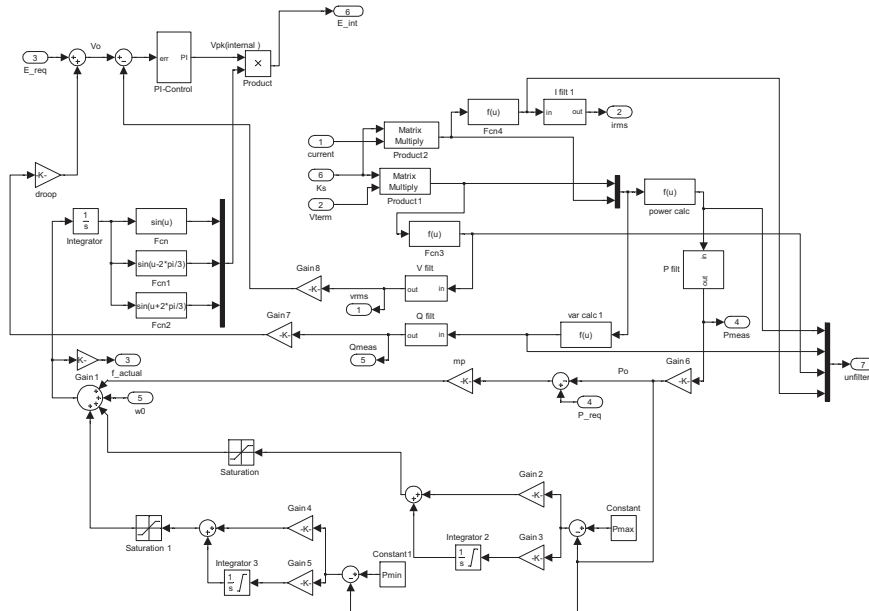 6
E_int
3
E_req
Vo
err
PI
PI-Control
Vpk(internal )
×
Product
I filt 1
f(u)
Fcn4
in
out
2
irms
1
current
Matrix
Multiply
Product2
6
Ks
Matrix
Multiply
Product 1
2
Vterm
f(u)
power calc
-K-
droop
1
s
Integrator
sin(u)
Fcn
sin(u-2*pi/3)
Fcn1
sin(u+2*pi/3)
Fcn2
f(u)
Fcn3
in
P filt
out
Gain 8
-K-
V filt
out
in
vrms
1
Gain 7
-K-
Q filt
out
in
Qmeas
5
var calc 1
f(u)
4
Pmeas
7
unfilter
K-
Gain 1
3
f_actual
5
w0
mp
-K-
Po
Gain 6
-K-
4
P_req
Saturation
Gain 2
-K-
Constant
Pmax
Gain 3
-K-
Integrator 2
1
s
Gain 4
-K-
Saturation 1
Gain 5
-K-
Integrator 3
1
s
Constant 1
Pmin